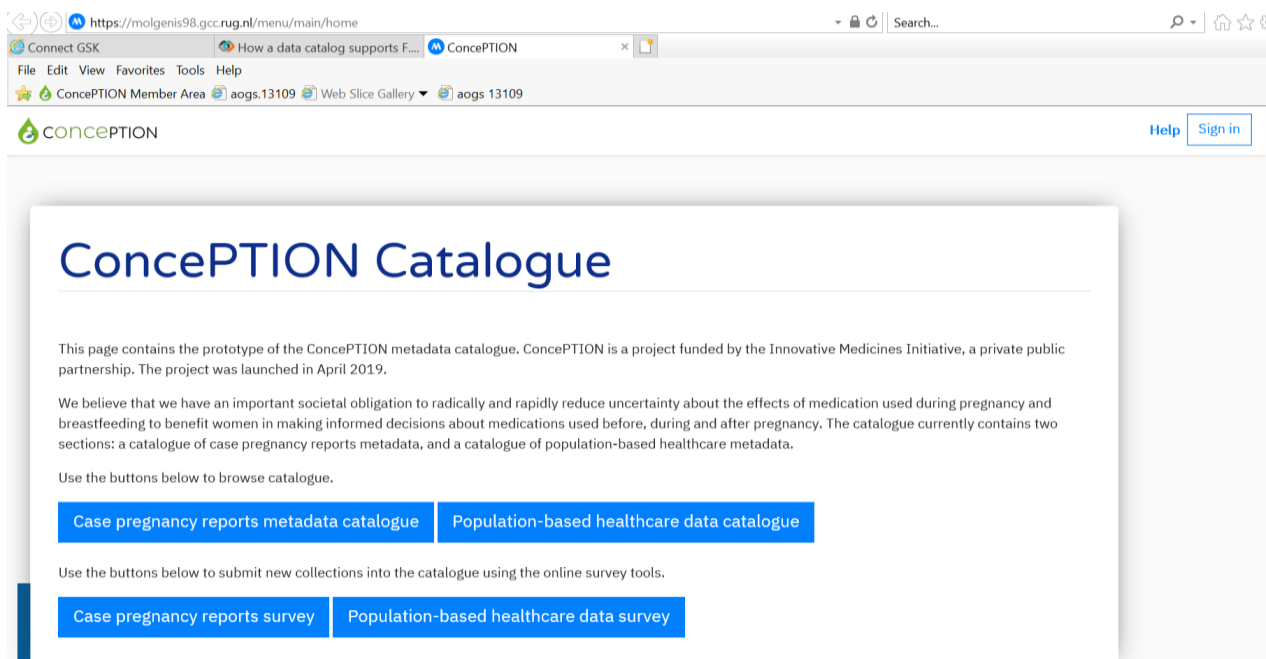 https://molgenis98.gcc.rug.nl/menu/main/home
Search...
Connect GSK
How a data catalog supports F....
ConcePTION
File Edit View Favorites Tools Help
ConcePTION Member Area aogs.13109 Web Slice Gallery aogs 13109
concePTION
Help Sign in
ConcePTION Catalogue
This page contains the prototype of the ConcePTION metadata catalogue. ConcePTION is a project funded by the Innovative Medicines Initiative, a private public
partnership. The project was launched in April 2019.
We believe that we have an important societal obligation to radically and rapidly reduce uncertainty about the effects of medication used during pregnancy and
breastfeeding to benefit women in making informed decisions about medications used before, during and after pregnancy. The catalogue currently contains two
sections: a catalogue of case pregnancy reports metadata, and a catalogue of population-based healthcare metadata.
Use the buttons below to browse catalogue.
Case pregnancy reports metadata catalogue Population-based healthcare data catalogue
Use the buttons below to submit new collections into the catalogue using the online survey tools.
Case pregnancy reports survey Population-based healthcare data survey